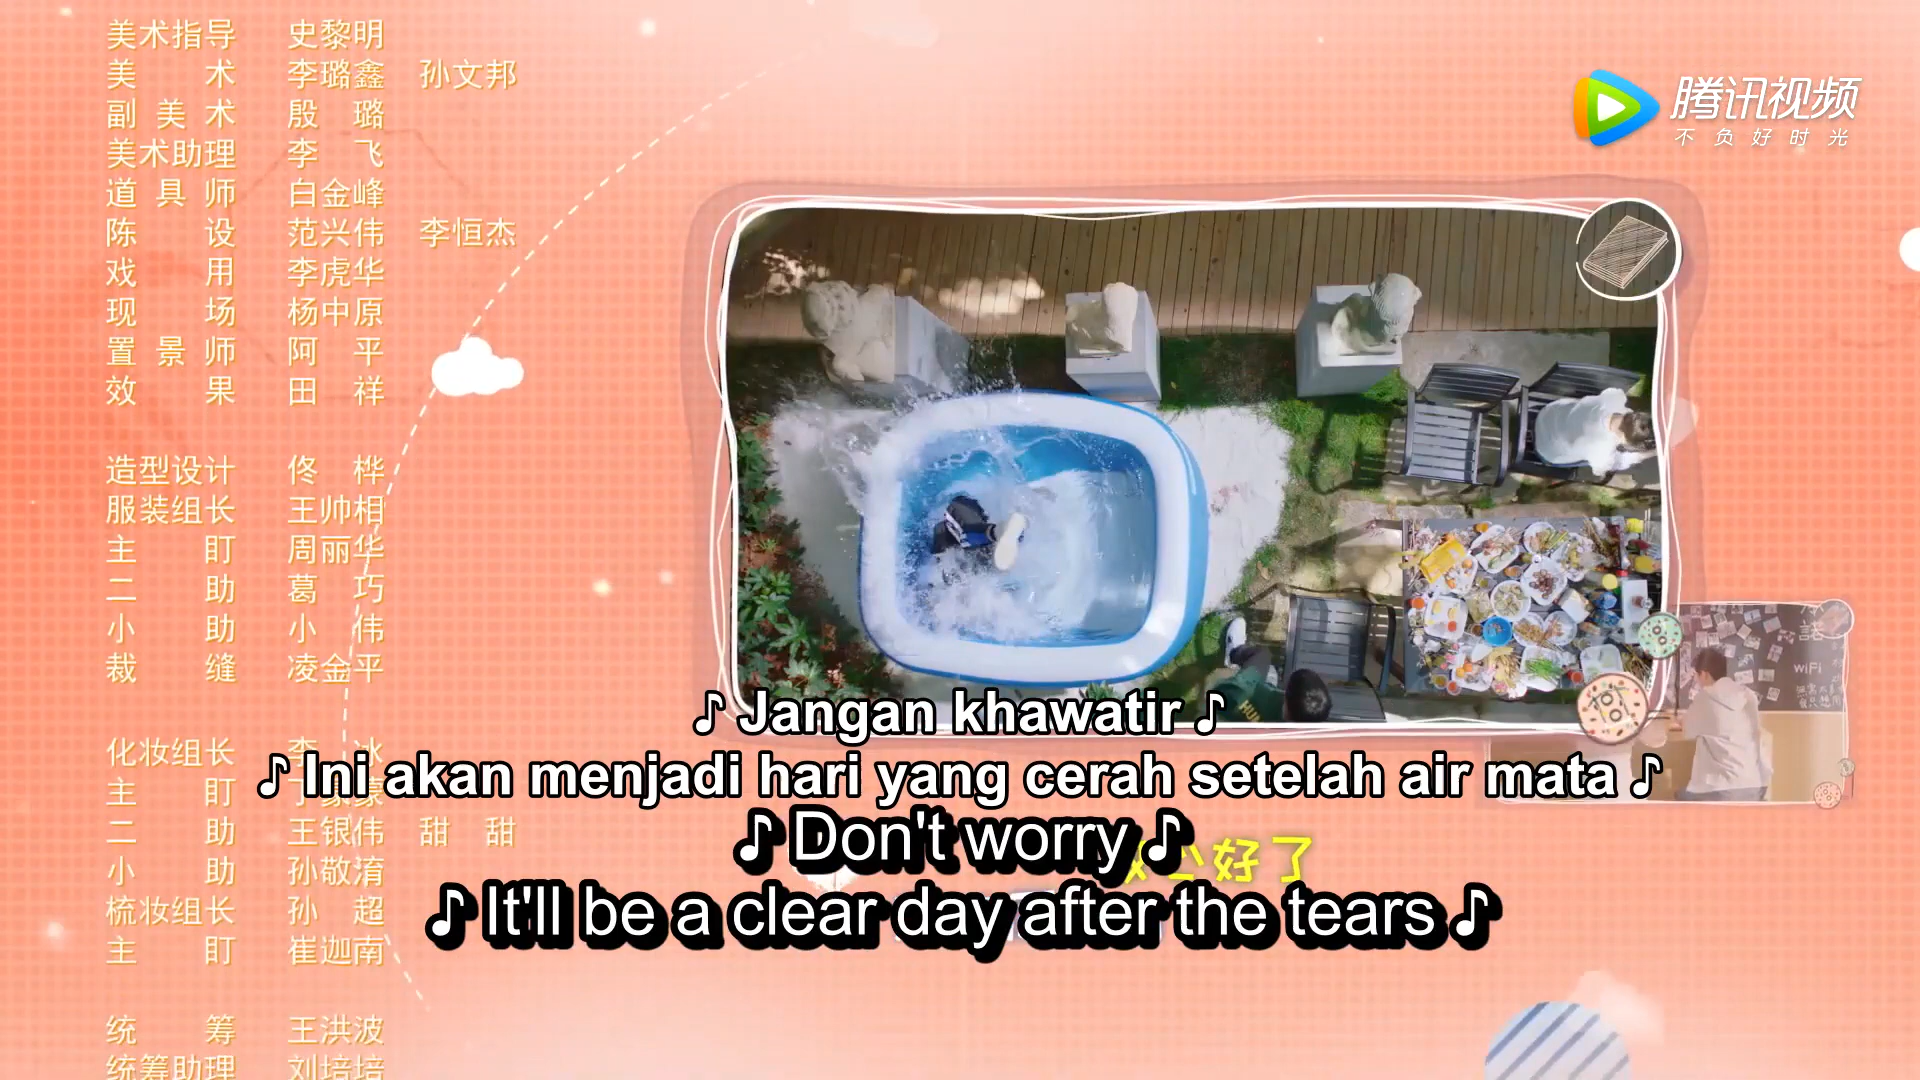 美术指导 史黎明
美术 李璐鑫 孙文邦
副美术 殷璐
美术助理 李飞
道具师 白金峰
陈设 范兴伟 李恒杰
戏用 李虎华
现场 杨中原
置景师 阿平
效果 田祥
造型设计 佟桦
服装组长 王帅相
主盯 周丽华
二助 葛巧
小助 小伟
裁缝 凌金平
化妆组长 李冰
主盯
二助 王银伟 甜甜
小助 孙敬淯
梳妆组长 孙超
主盯 崔迦南
统筹 王洪波
统筹助理 刘培培
腾讯视频
不负好时光
WiFi
♪ Jangan khawatir ♪
♪ Ini akan menjadi hari yang cerah setelah air mata ♪
♪ Don't worry ♪
好了
♪ It'll be a clear day after the tears ♪